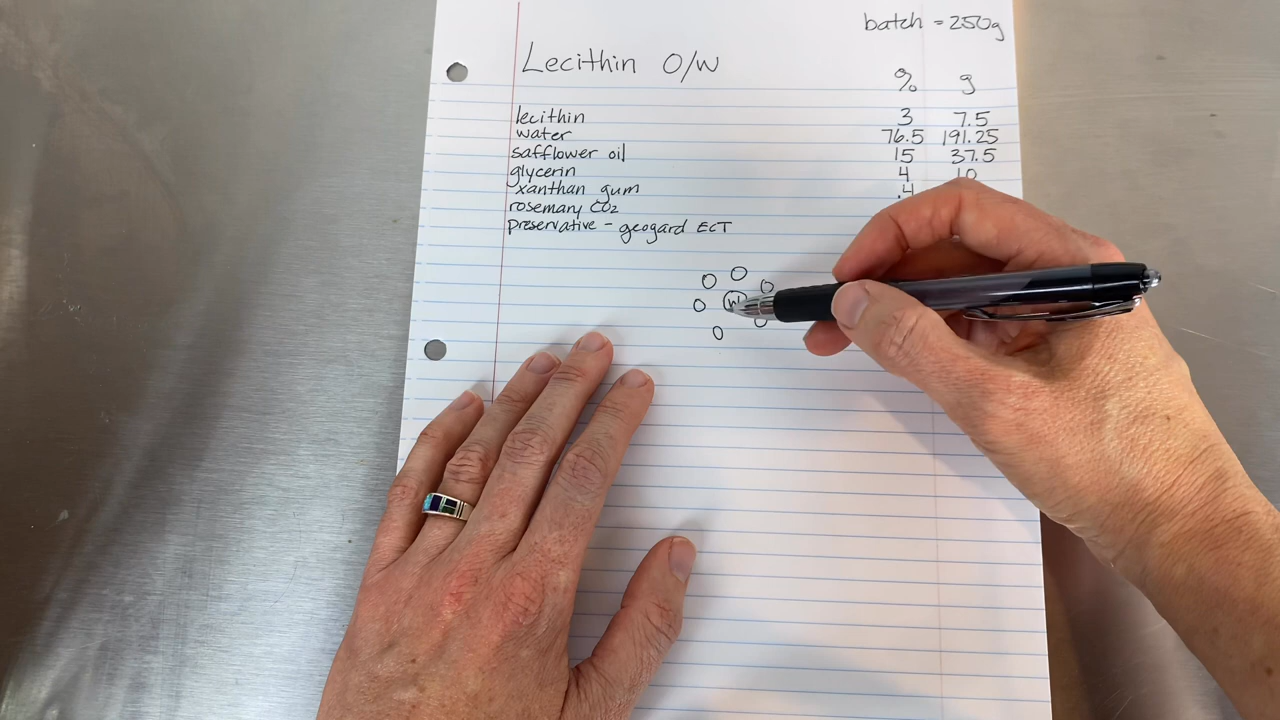 batch = 250g
Lecithin O/W
% g
lecithin 3 7.5
water 76.5 191.25
safflower oil 15 37.5
glycerin 4 10
xanthan gum .4
rosemary CO2
preservative - geogard ECT
W